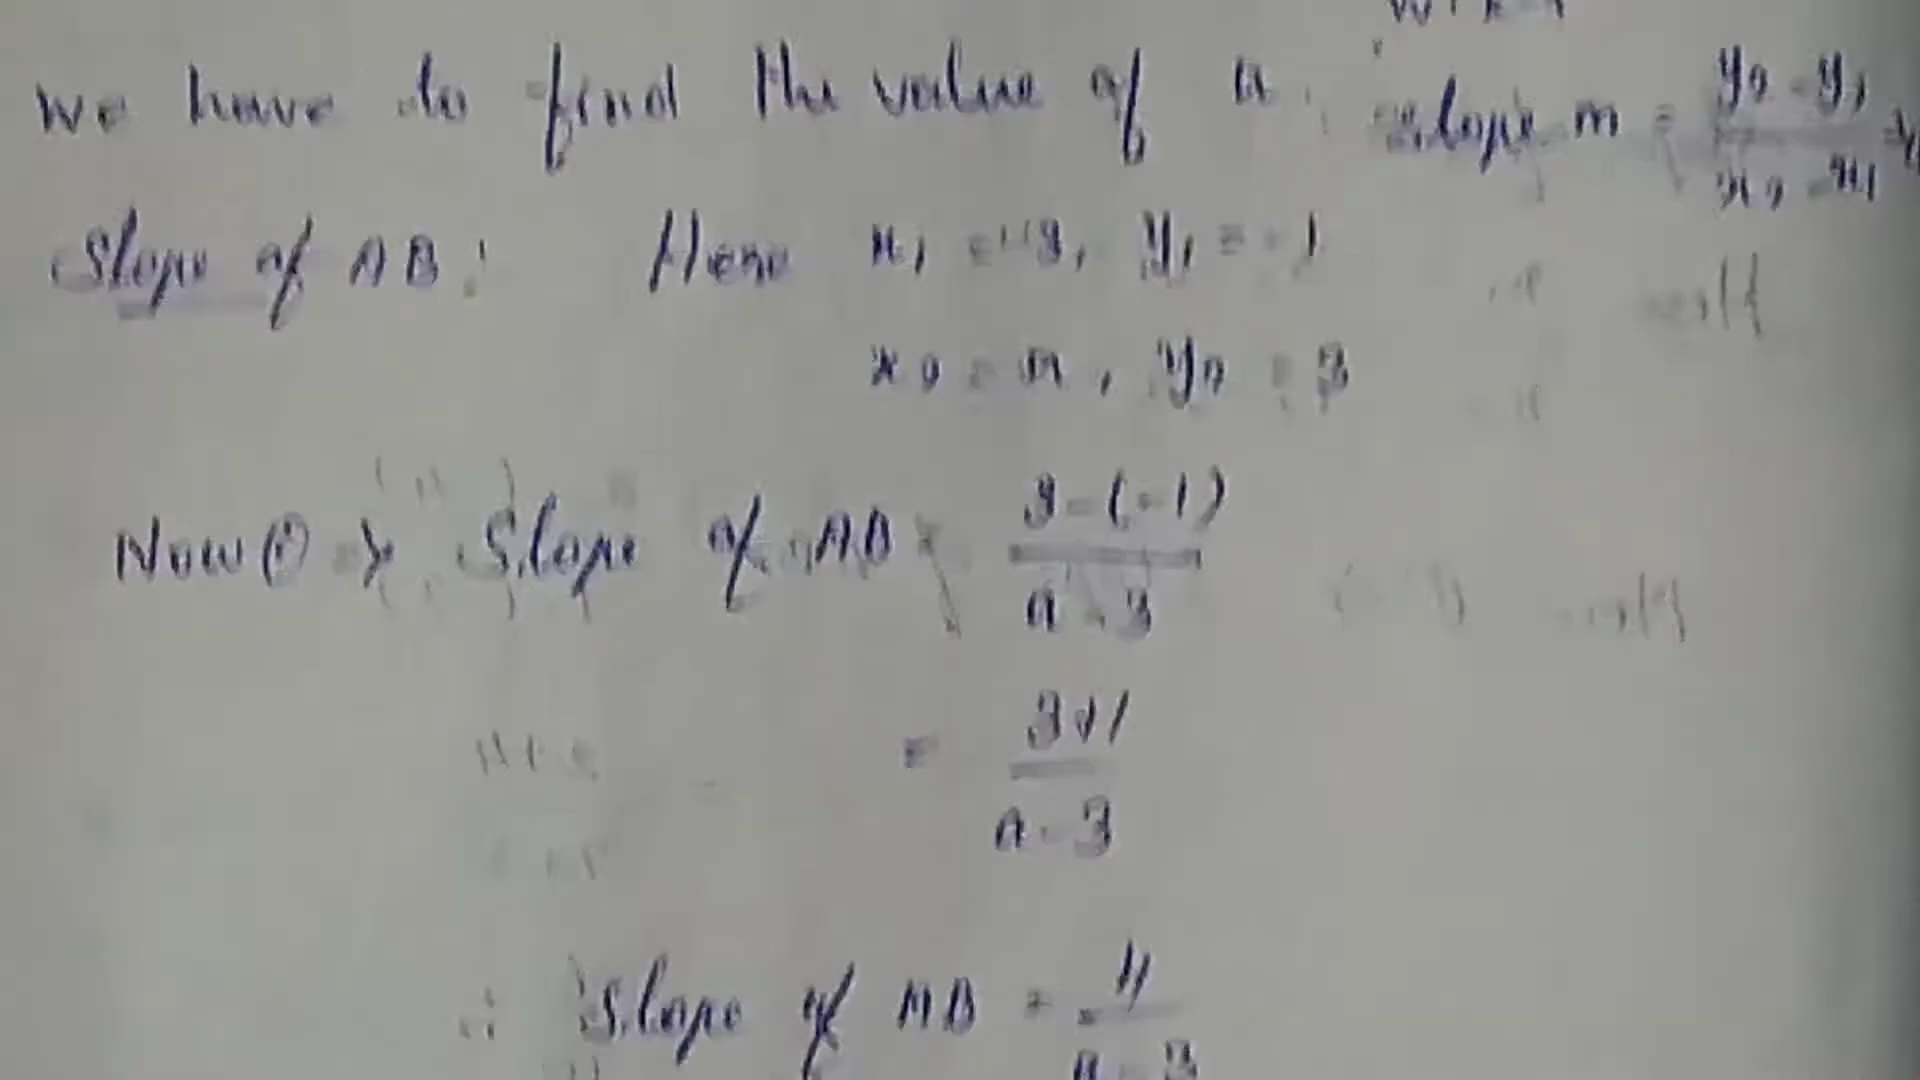 We have to find the value of a. slope m = y₂ - y₁ / x₂ - x₁
Slope of AB: Here x₁ = 3, y₁ = -1
x₂ = a, y₂ = 3
Now (1) ⇒ Slope of AB = 3-(-1) / a-3
= 3+1 / a-3
∴ Slope of AB = 4 / a-3